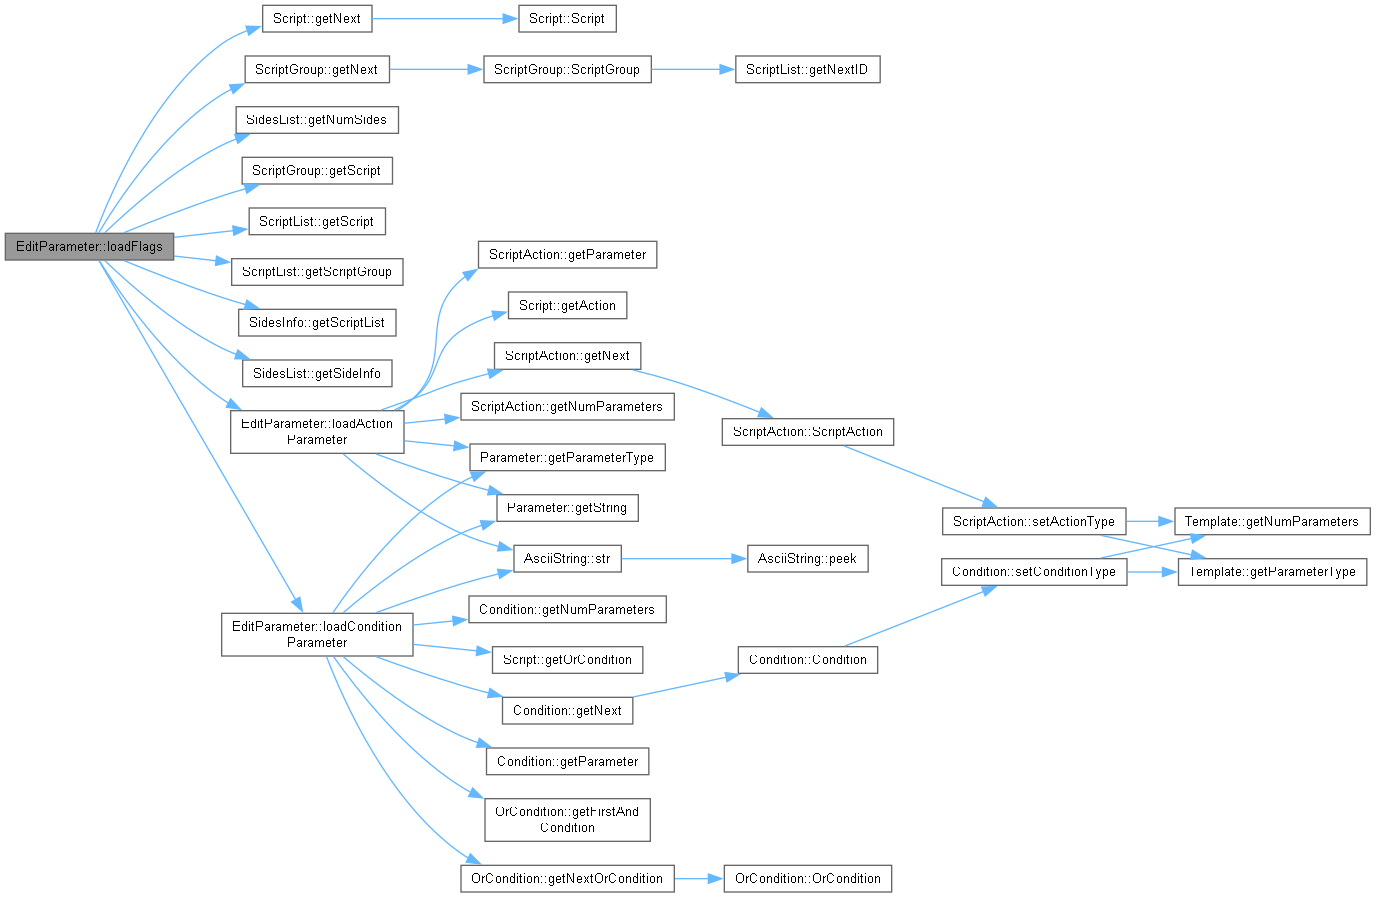 Script::getNext
Script::Script
ScriptGroup::getNext
ScriptGroup::ScriptGroup
ScriptList::getNextID
SidesList::getNumSides
ScriptGroup::getScript
ScriptList::getScript
EditParameter::loadFlags
ScriptList::getScriptGroup
SidesInfo::getScriptList
SidesList::getSideInfo
EditParameter::loadAction
Parameter
ScriptAction::getParameter
Script::getAction
ScriptAction::getNext
ScriptAction::getNumParameters
ScriptAction::ScriptAction
Parameter::getParameterType
Parameter::getString
ScriptAction::setActionType
Template::getNumParameters
AsciiString::str
AsciiString::peek
Condition::setConditionType
Template::getParameterType
EditParameter::loadCondition
Parameter
Condition::getNumParameters
Script::getOrCondition
Condition::Condition
Condition::getNext
Condition::getParameter
OrCondition::getFirstAnd
Condition
OrCondition::getNextOrCondition
OrCondition::OrCondition